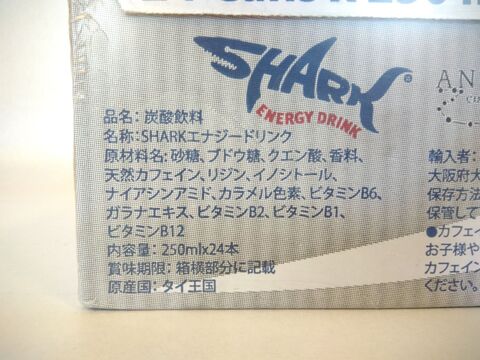 SHARK®
ENERGY DRINK
品名: 炭酸飲料
名称:SHARKエナジードリンク
原材料名: 砂糖、ブドウ糖、クエン酸、香料、
天然カフェイン、リジン、イノシトール、
ナイアシンアミド、カラメル色素、ビタミンB6、
ガラナエキス、ビタミンB2、ビタミンB1、
ビタミンB12
内容量: 250mlx24本
賞味期限: 箱横部分に記載
原産国: タイ王国
AN
輸入者:
大阪府大
保存方法
保管して
●カフェイ
お子様や
カフェイン
ください。